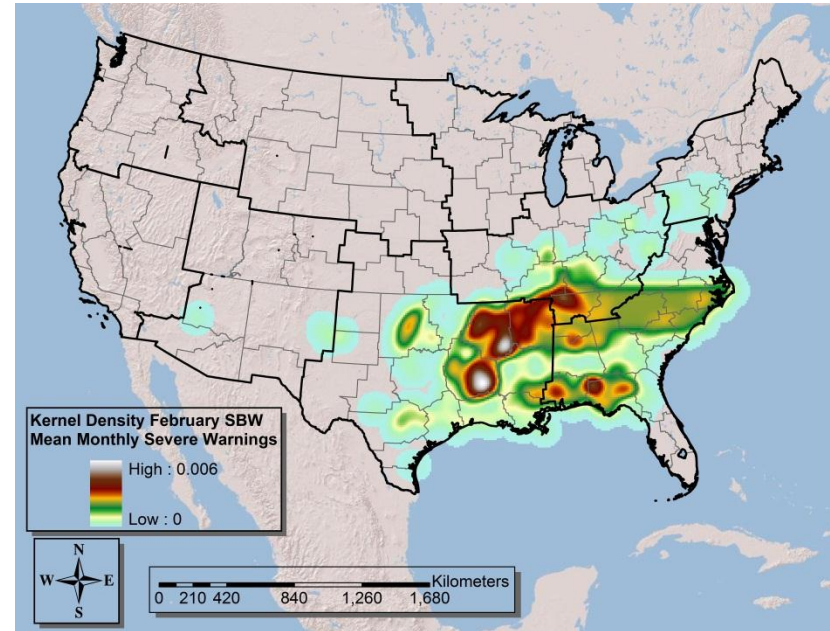 Kernel Density February SBW
Mean Monthly Severe Warnings
High : 0.006
Low : 0
N
W E
S
Kilometers
0 210 420 840 1,260 1,680